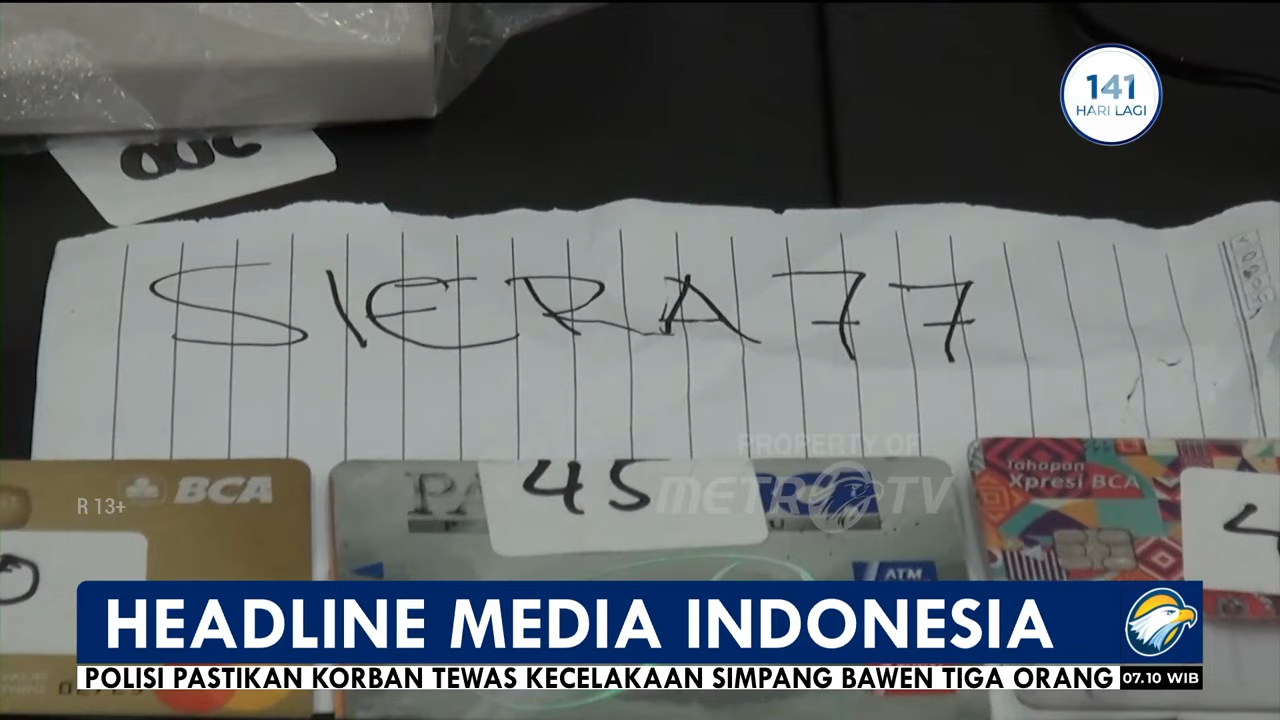 141
HARI LAGI
SIERA77
PROPERTY OF
METRO TV
BCA
R 13+
45
Tahapan
Xpresi BCA
ATM
HEADLINE MEDIA INDONESIA
POLISI PASTIKAN KORBAN TEWAS KECELAKAAN SIMPANG BAWEN TIGA ORANG
07.10 WIB